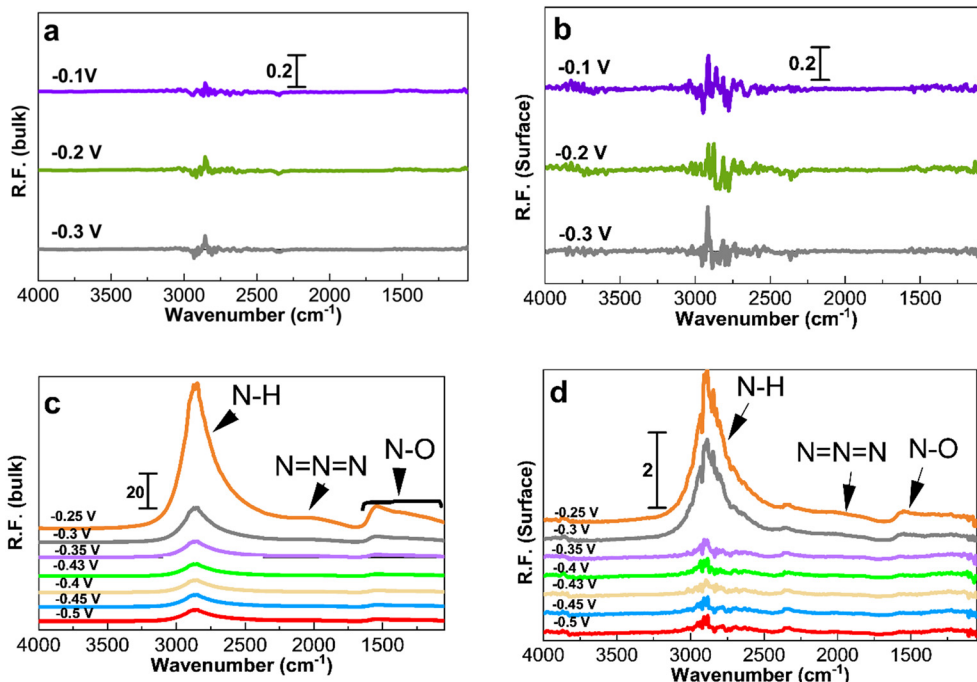 a
-0.1V
0.2
-0.2 V
-0.3 V
R.F. (bulk)
4000 3500 3000 2500 2000 1500
Wavenumber (cm-1)
b
-0.1 V
0.2
-0.2 V
-0.3 V
R.F. (Surface)
4000 3500 3000 2500 2000 1500
Wavenumber (cm-1)
c
N-H
N=N=N
N-O
20
-0.25 V
-0.3 V
-0.35 V
-0.43 V
-0.4 V
-0.45 V
-0.5 V
R.F. (bulk)
4000 3500 3000 2500 2000 1500
Wavenumber (cm-1)
d
N-H
N=N=N
N-O
2
-0.25 V
-0.3 V
-0.35 V
-0.4 V
-0.43 V
-0.45 V
-0.5 V
R.F. (Surface)
4000 3500 3000 2500 2000 1500
Wavenumber (cm-1)